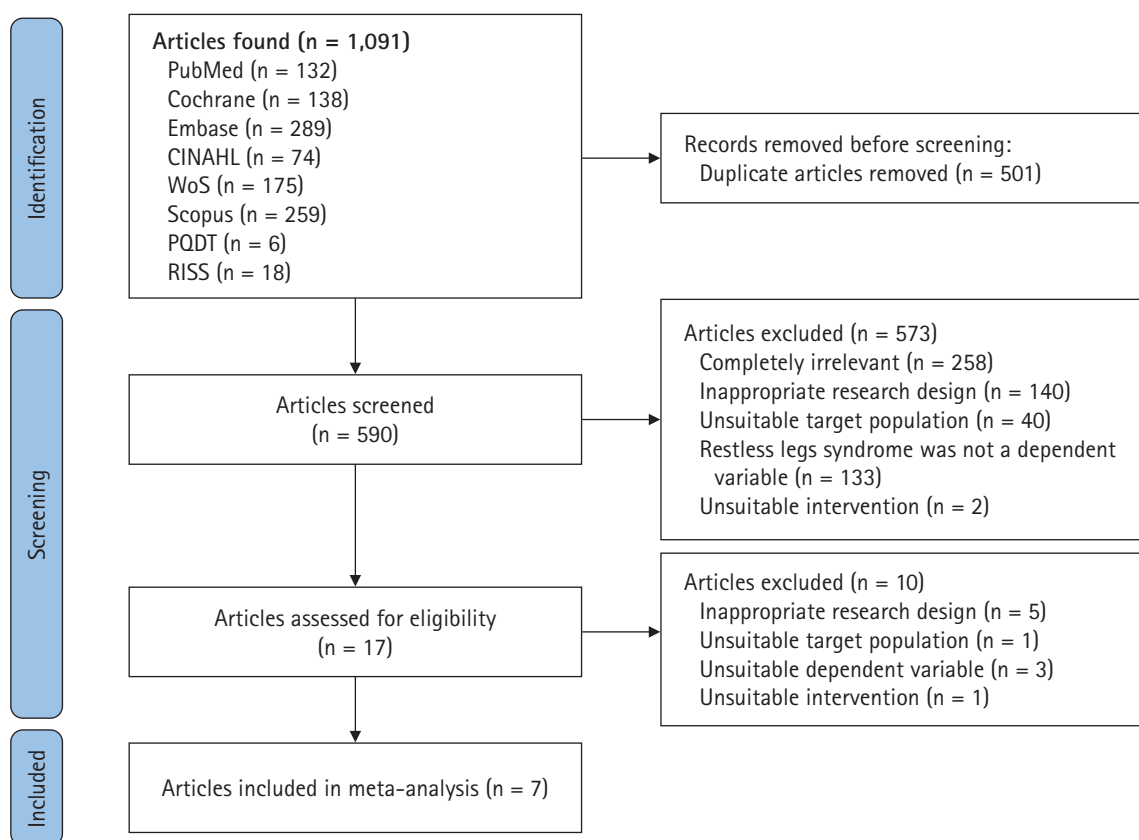 Identification
Articles found (n = 1,091)
PubMed (n = 132)
Cochrane (n = 138)
Embase (n = 289)
CINAHL (n = 74)
WoS (n = 175)
Scopus (n = 259)
PQDT (n = 6)
RISS (n = 18)
Records removed before screening:
Duplicate articles removed (n = 501)
Screening
Articles screened
(n = 590)
Articles excluded (n = 573)
Completely irrelevant (n = 258)
Inappropriate research design (n = 140)
Unsuitable target population (n = 40)
Restless legs syndrome was not a dependent
variable (n = 133)
Unsuitable intervention (n = 2)
Articles assessed for eligibility
(n = 17)
Articles excluded (n = 10)
Inappropriate research design (n = 5)
Unsuitable target population (n = 1)
Unsuitable dependent variable (n = 3)
Unsuitable intervention (n = 1)
Included
Articles included in meta-analysis (n = 7)